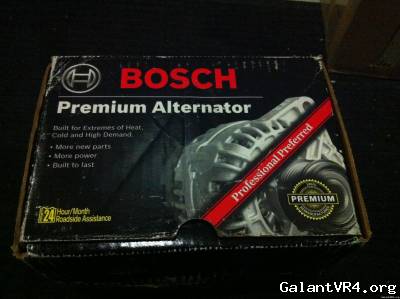 BOSCH
Premium Alternator
Built for Extremes of Heat,
Cold and High Demand.
• More new parts
• More power
• Built to last
Professional Preferred
PREMIUM
24 Hour/Month
Roadside Assistance
GalantVR4.org